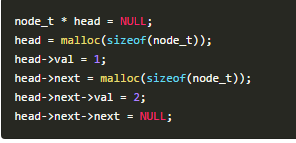 node_t * head = NULL;
head = malloc(sizeof(node_t));
head->val = 1;
head->next = malloc(sizeof(node_t));
head->next->val = 2;
head->next->next = NULL;